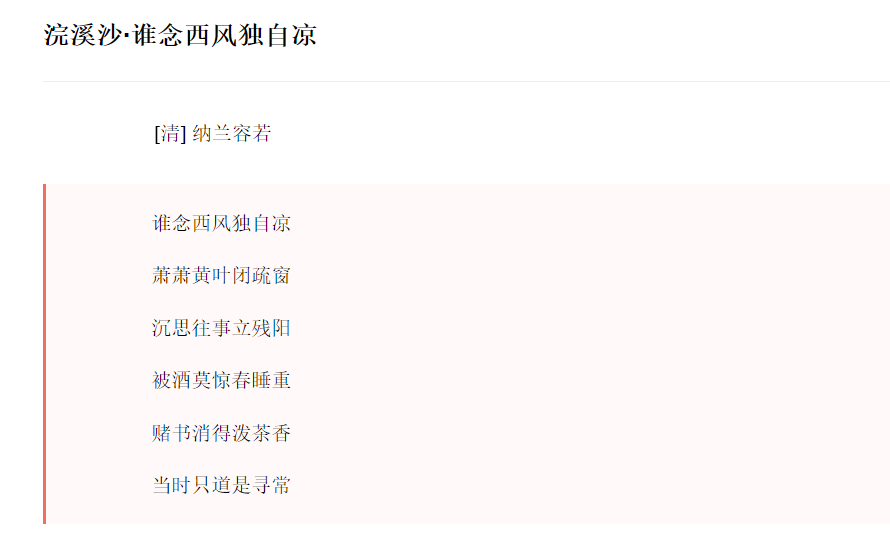 浣溪沙·谁念西风独自凉
[清] 纳兰容若
谁念西风独自凉
萧萧黄叶闭疏窗
沉思往事立残阳
被酒莫惊春睡重
赌书消得泼茶香
当时只道是寻常